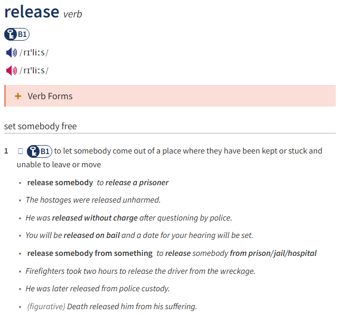 release verb
B1
/rɪˈliːs/
/rɪˈliːs/
+ Verb Forms
set somebody free
1 B1 to let somebody come out of a place where they have been kept or stuck and
unable to leave or move
• release somebody to release a prisoner
• The hostages were released unharmed.
• He was released without charge after questioning by police.
• You will be released on bail and a date for your hearing will be set.
• release somebody from something to release somebody from prison/jail/hospital
• Firefighters took two hours to release the driver from the wreckage.
• He was later released from police custody.
• (figurative) Death released him from his suffering.